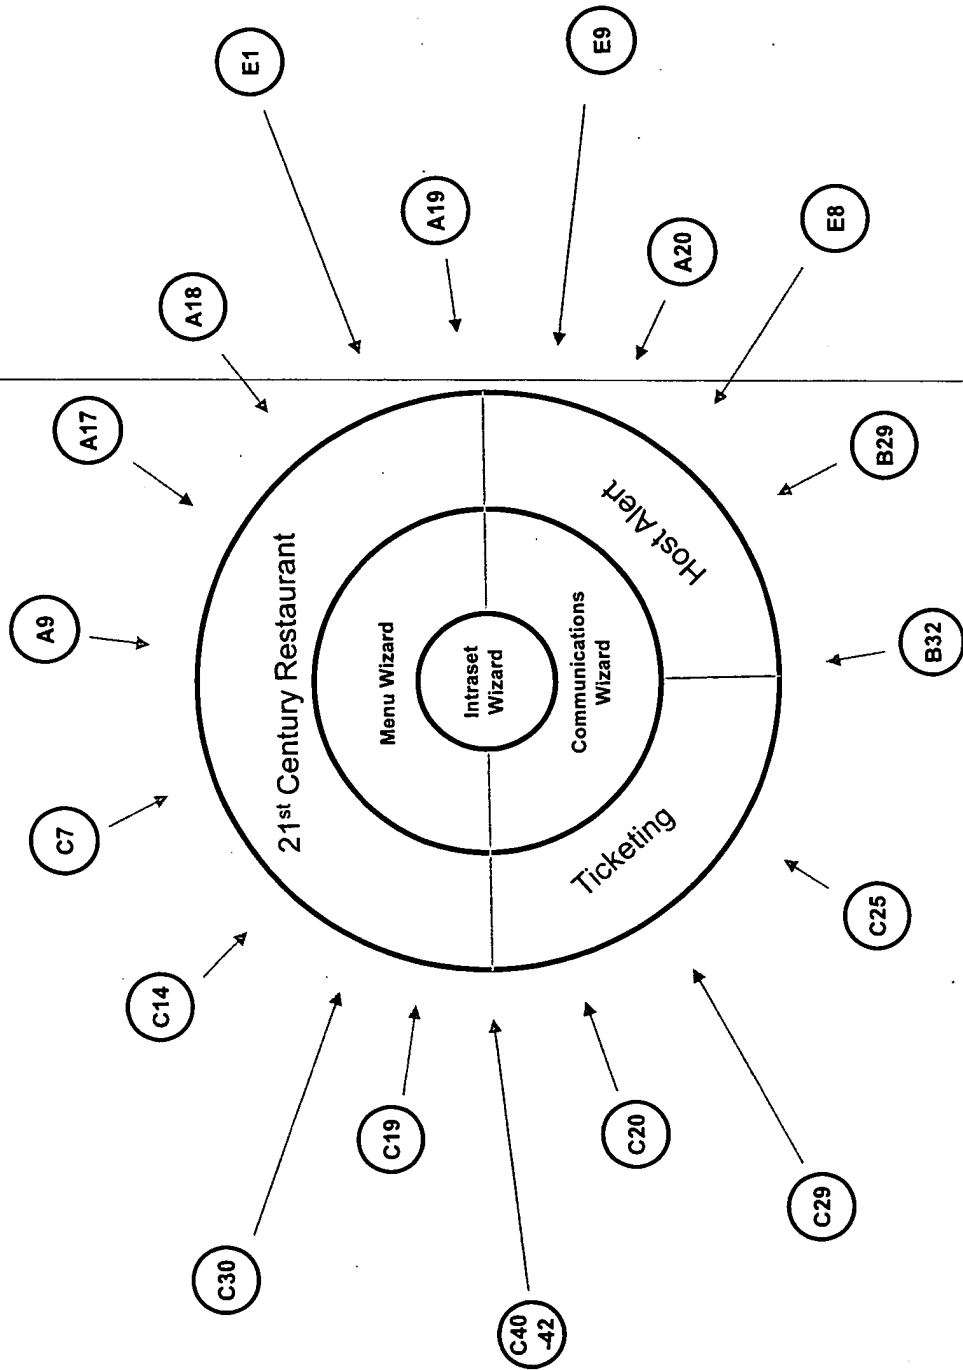 E1
E9
A19
A18
A20
E8
A17
B29
A9
B32
C7
C25
C14
C19
C20
C30
C29
C40
-42
21st Century Restaurant
Menu Wizard
Intraset
Wizard
Communications
Wizard
Host Alert
Ticketing